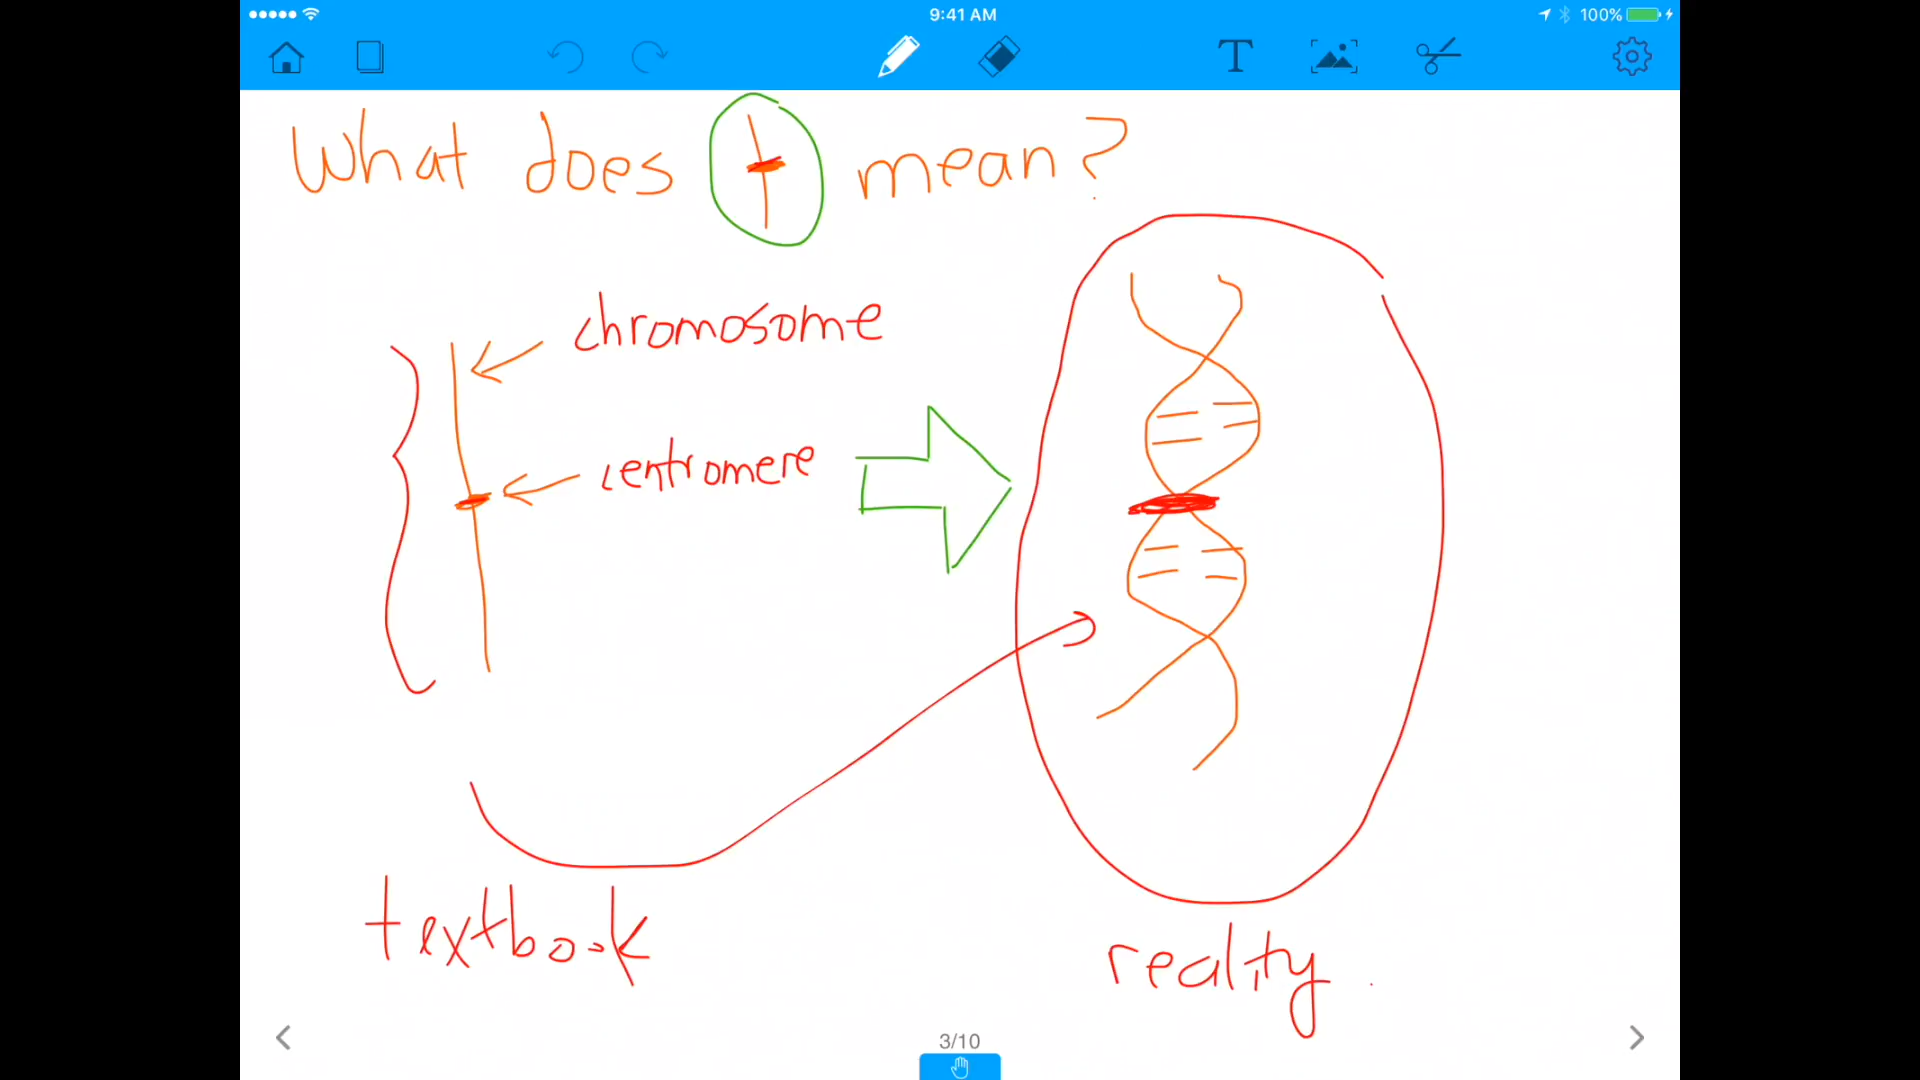 9:41 AM
100%
T
What does mean?
chromosome
centromere
textbook
reality.
3/10